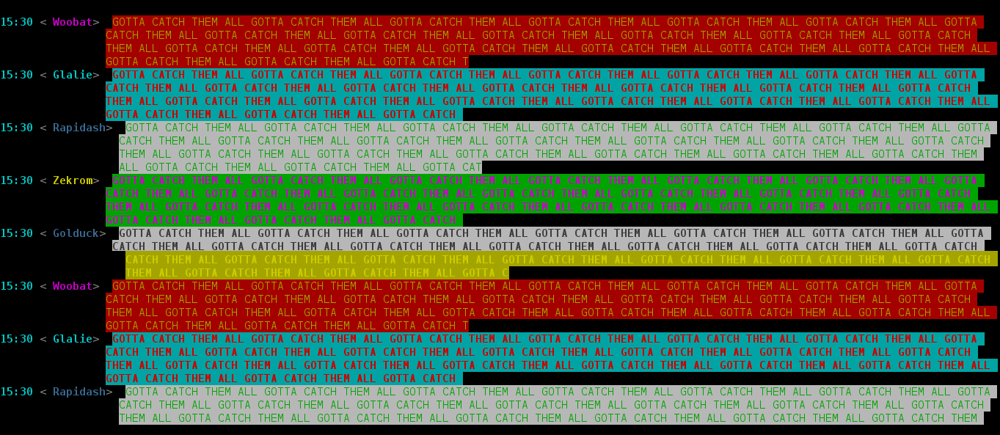 15:30 < Woobat> GOTTA CATCH THEM ALL GOTTA CATCH THEM ALL GOTTA CATCH THEM ALL GOTTA CATCH THEM ALL GOTTA CATCH THEM ALL GOTTA CATCH THEM ALL GOTTA
CATCH THEM ALL GOTTA CATCH THEM ALL GOTTA CATCH THEM ALL GOTTA CATCH THEM ALL GOTTA CATCH THEM ALL GOTTA CATCH THEM ALL GOTTA CATCH
THEM ALL GOTTA CATCH THEM ALL GOTTA CATCH THEM ALL GOTTA CATCH THEM ALL GOTTA CATCH THEM ALL GOTTA CATCH THEM ALL GOTTA CATCH THEM ALL
GOTTA CATCH THEM ALL GOTTA CATCH THEM ALL GOTTA CATCH T
15:30 < Glalie> GOTTA CATCH THEM ALL GOTTA CATCH THEM ALL GOTTA CATCH THEM ALL GOTTA CATCH THEM ALL GOTTA CATCH THEM ALL GOTTA CATCH THEM ALL GOTTA
CATCH THEM ALL GOTTA CATCH THEM ALL GOTTA CATCH THEM ALL GOTTA CATCH THEM ALL GOTTA CATCH THEM ALL GOTTA CATCH THEM ALL GOTTA CATCH
THEM ALL GOTTA CATCH THEM ALL GOTTA CATCH THEM ALL GOTTA CATCH THEM ALL GOTTA CATCH THEM ALL GOTTA CATCH THEM ALL GOTTA CATCH THEM ALL
GOTTA CATCH THEM ALL GOTTA CATCH THEM ALL GOTTA CATCH
15:30 < Rapidash> GOTTA CATCH THEM ALL GOTTA CATCH THEM ALL GOTTA CATCH THEM ALL GOTTA CATCH THEM ALL GOTTA CATCH THEM ALL GOTTA CATCH THEM ALL GOTTA
CATCH THEM ALL GOTTA CATCH THEM ALL GOTTA CATCH THEM ALL GOTTA CATCH THEM ALL GOTTA CATCH THEM ALL GOTTA CATCH THEM ALL GOTTA CATCH
THEM ALL GOTTA CATCH THEM ALL GOTTA CATCH THEM ALL GOTTA CATCH THEM ALL GOTTA CATCH THEM ALL GOTTA CATCH THEM ALL GOTTA CATCH THEM
ALL GOTTA CATCH THEM ALL GOTTA CATCH THEM ALL GOTTA CAT
15:30 < Zekrom> GOTTA CATCH THEM ALL GOTTA CATCH THEM ALL GOTTA CATCH THEM ALL GOTTA CATCH THEM ALL GOTTA CATCH THEM ALL GOTTA CATCH THEM ALL GOTTA
CATCH THEM ALL GOTTA CATCH THEM ALL GOTTA CATCH THEM ALL GOTTA CATCH THEM ALL GOTTA CATCH THEM ALL GOTTA CATCH THEM ALL GOTTA CATCH
THEM ALL GOTTA CATCH THEM ALL GOTTA CATCH THEM ALL GOTTA CATCH THEM ALL GOTTA CATCH THEM ALL GOTTA CATCH THEM ALL GOTTA CATCH THEM ALL
GOTTA CATCH THEM ALL GOTTA CATCH THEM ALL GOTTA CATCH
15:30 < Golduck> GOTTA CATCH THEM ALL GOTTA CATCH THEM ALL GOTTA CATCH THEM ALL GOTTA CATCH THEM ALL GOTTA CATCH THEM ALL GOTTA CATCH THEM ALL GOTTA
CATCH THEM ALL GOTTA CATCH THEM ALL GOTTA CATCH THEM ALL GOTTA CATCH THEM ALL GOTTA CATCH THEM ALL GOTTA CATCH THEM ALL GOTTA CATCH
CATCH THEM ALL GOTTA CATCH THEM ALL GOTTA CATCH THEM ALL GOTTA CATCH THEM ALL GOTTA CATCH THEM ALL GOTTA CATCH THEM ALL GOTTA CATCH
THEM ALL GOTTA CATCH THEM ALL GOTTA CATCH THEM ALL GOTTA C
15:30 < Woobat> GOTTA CATCH THEM ALL GOTTA CATCH THEM ALL GOTTA CATCH THEM ALL GOTTA CATCH THEM ALL GOTTA CATCH THEM ALL GOTTA CATCH THEM ALL GOTTA
CATCH THEM ALL GOTTA CATCH THEM ALL GOTTA CATCH THEM ALL GOTTA CATCH THEM ALL GOTTA CATCH THEM ALL GOTTA CATCH THEM ALL GOTTA CATCH
THEM ALL GOTTA CATCH THEM ALL GOTTA CATCH THEM ALL GOTTA CATCH THEM ALL GOTTA CATCH THEM ALL GOTTA CATCH THEM ALL GOTTA CATCH THEM ALL
GOTTA CATCH THEM ALL GOTTA CATCH THEM ALL GOTTA CATCH T
15:30 < Glalie> GOTTA CATCH THEM ALL GOTTA CATCH THEM ALL GOTTA CATCH THEM ALL GOTTA CATCH THEM ALL GOTTA CATCH THEM ALL GOTTA CATCH THEM ALL GOTTA
CATCH THEM ALL GOTTA CATCH THEM ALL GOTTA CATCH THEM ALL GOTTA CATCH THEM ALL GOTTA CATCH THEM ALL GOTTA CATCH THEM ALL GOTTA CATCH
THEM ALL GOTTA CATCH THEM ALL GOTTA CATCH THEM ALL GOTTA CATCH THEM ALL GOTTA CATCH THEM ALL GOTTA CATCH THEM ALL GOTTA CATCH THEM ALL
GOTTA CATCH THEM ALL GOTTA CATCH THEM ALL GOTTA CATCH
15:30 < Rapidash> GOTTA CATCH THEM ALL GOTTA CATCH THEM ALL GOTTA CATCH THEM ALL GOTTA CATCH THEM ALL GOTTA CATCH THEM ALL GOTTA CATCH THEM ALL GOTTA
CATCH THEM ALL GOTTA CATCH THEM ALL GOTTA CATCH THEM ALL GOTTA CATCH THEM ALL GOTTA CATCH THEM ALL GOTTA CATCH THEM ALL GOTTA CATCH
THEM ALL GOTTA CATCH THEM ALL GOTTA CATCH THEM ALL GOTTA CATCH THEM ALL GOTTA CATCH THEM ALL GOTTA CATCH THEM ALL GOTTA CATCH THEM